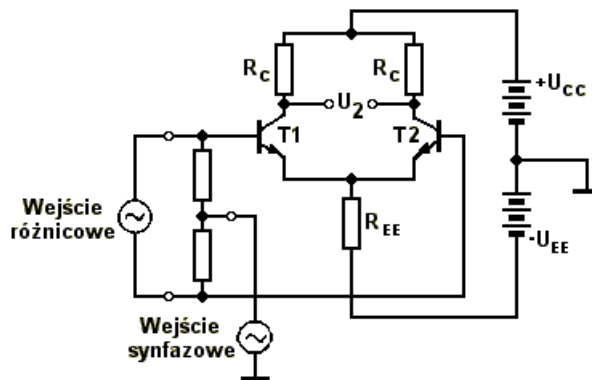 R_C
R_C
+U_CC
U_2
T1
T2
Wejście
różnicowe
R_EE
-U_EE
Wejście
synfazowe